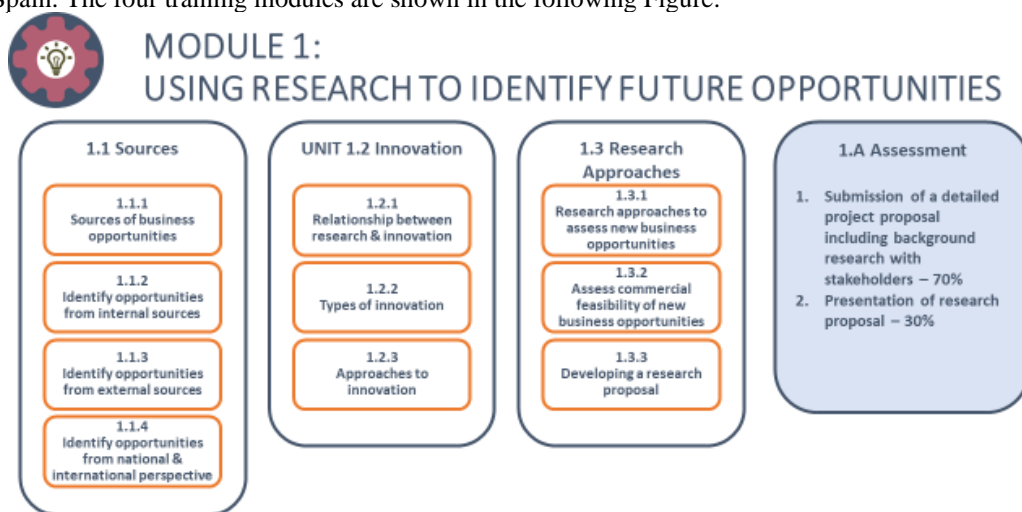 Spain. The four training modules are shown in the following Figure.
MODULE 1:
USING RESEARCH TO IDENTIFY FUTURE OPPORTUNITIES
1.1 Sources
1.1.1
Sources of business
opportunities
1.1.2
Identify opportunities
from internal sources
1.1.3
Identify opportunities
from external sources
1.1.4
Identify opportunities
from national &
international perspective
UNIT 1.2 Innovation
1.2.1
Relationship between
research & innovation
1.2.2
Types of innovation
1.2.3
Approaches to
innovation
1.3 Research
Approaches
1.3.1
Research approaches to
assess new business
opportunities
1.3.2
Assess commercial
feasibility of new
business opportunities
1.3.3
Developing a research
proposal
1.A Assessment
1. Submission of a detailed
project proposal
including background
research with
stakeholders – 70%
2. Presentation of research
proposal – 30%